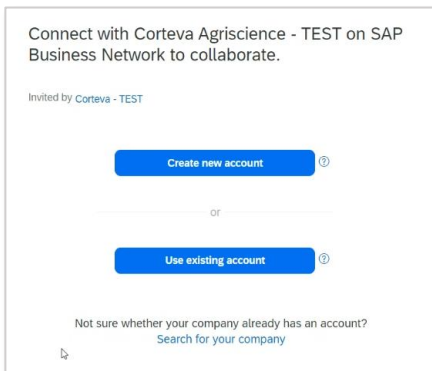 Connect with Corteva Agriscience - TEST on SAP
Business Network to collaborate.
Invited by Corteva - TEST
Create new account
or
Use existing account
Not sure whether your company already has an account?
Search for your company